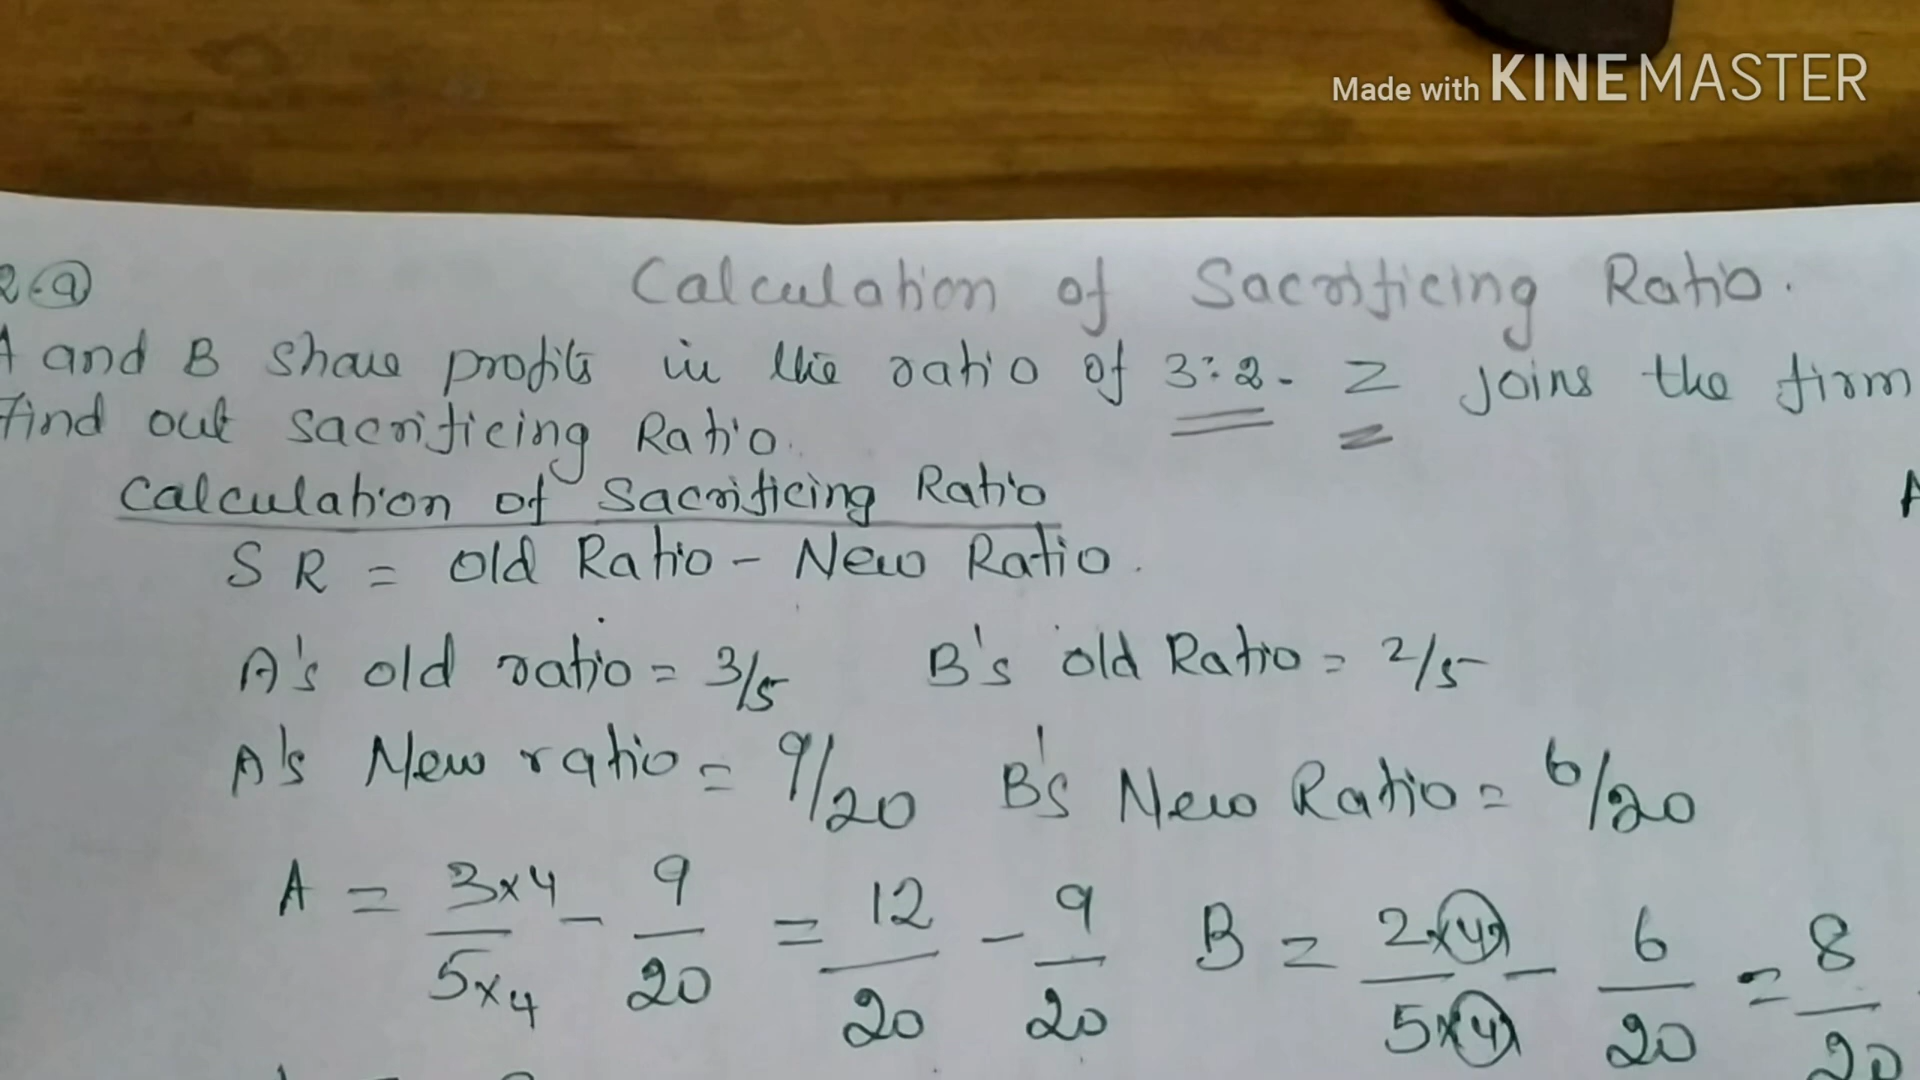 Made with KINEMASTER
2.a
Calculation of Sacrificing Ratio.
A and B share profits in the ratio of 3:2. Z joins the firm
Find out sacrificing Ratio.
Calculation of Sacrificing Ratio
SR = Old Ratio - New Ratio.
A's old ratio = 3/5 B's old Ratio = 2/5
A's New ratio = 9/20 B's New Ratio = 6/20
A = 3x4/5x4 - 9/20 = 12/20 - 9/20 B = 2x4/5x4 - 6/20 = 8/20